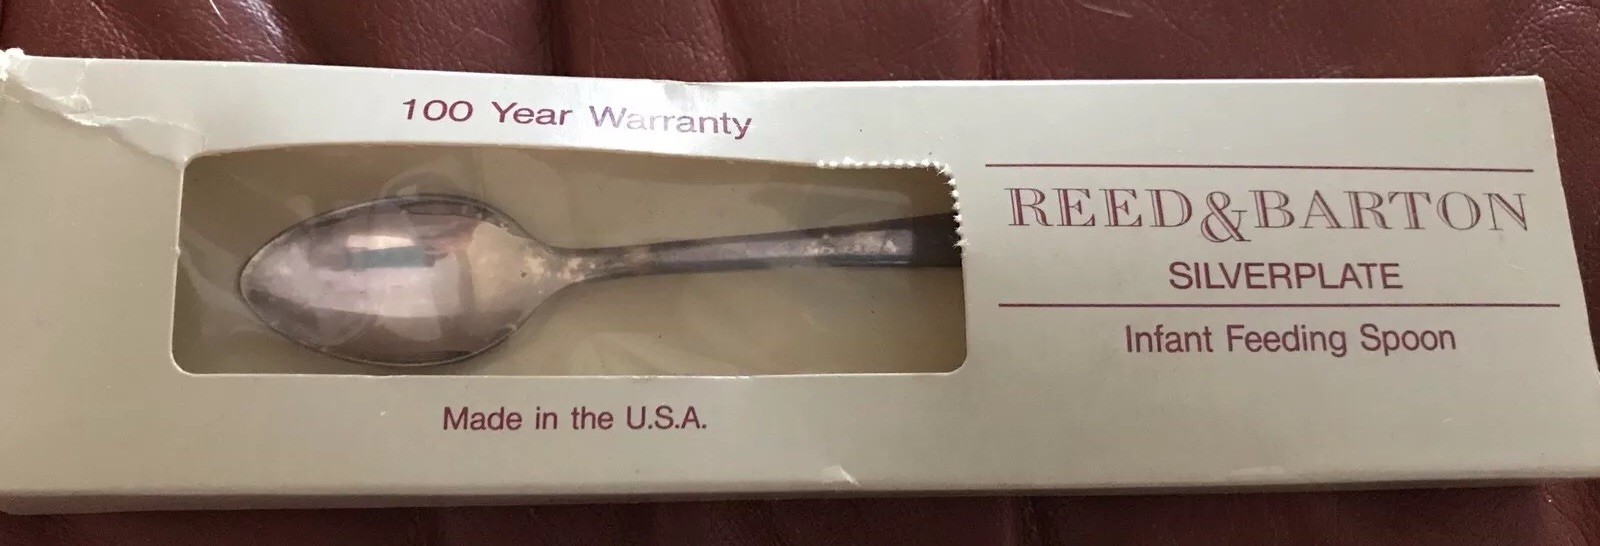 100 Year Warranty
REED&BARTON
SILVERPLATE
Infant Feeding Spoon
Made in the U.S.A.